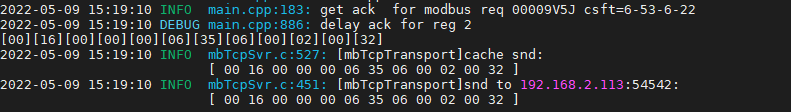 2022-05-09 15:19:10 INFO  main.cpp:183: get ack  for modbus req 00009V5J csft=6-53-6-22
2022-05-09 15:19:10 DEBUG main.cpp:886: delay ack for reg 2
[00][16][00][00][00][06][35][06][00][02][00][32]
2022-05-09 15:19:10 INFO  mbTcpSvr.c:527: [mbTcpTransport]cache snd:
[ 00 16 00 00 00 06 35 06 00 02 00 32 ]
2022-05-09 15:19:10 INFO  mbTcpSvr.c:451: [mbTcpTransport]snd to 192.168.2.113:54542:
[ 00 16 00 00 00 06 35 06 00 02 00 32 ]